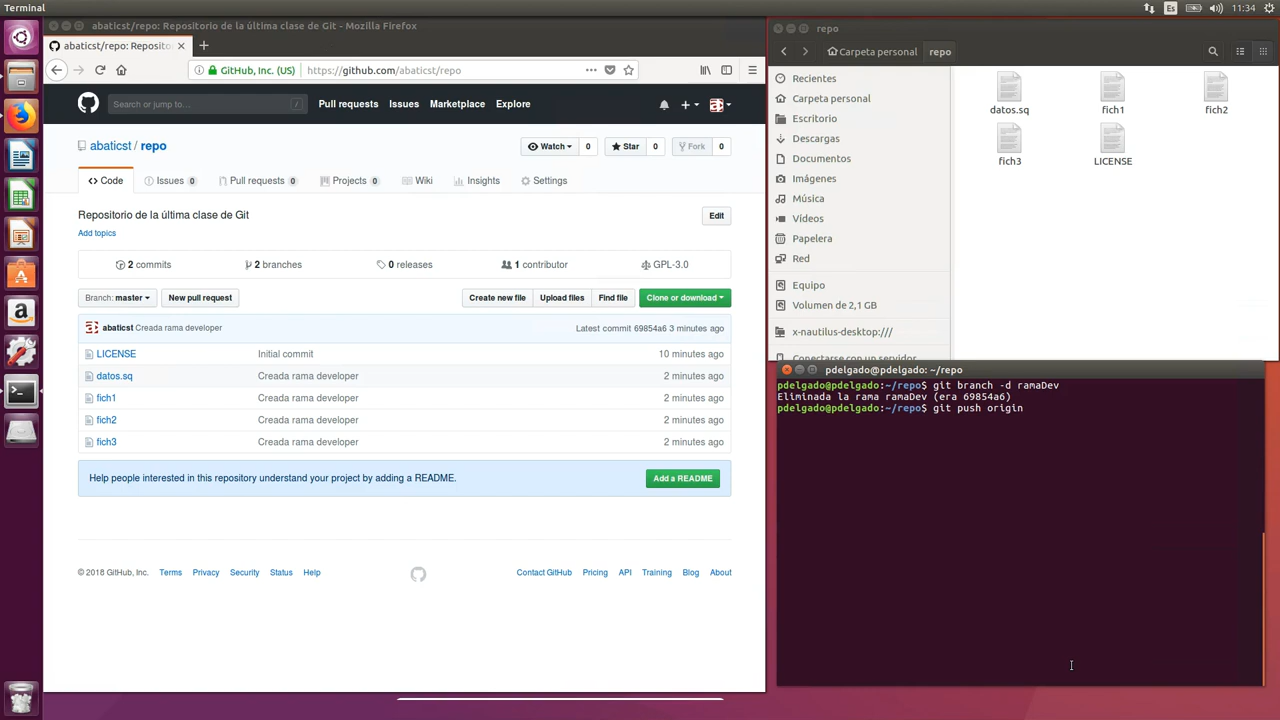 Terminal
Es
11:34
abaticst/repo: Repositorio de la última clase de Git - Mozilla Firefox
abaticst/repo: Reposito
GitHub, Inc. (US)
https://github.com/abaticst/repo
Search or jump to...
/
Pull requests
Issues
Marketplace
Explore
abaticst / repo
Watch
0
Star
0
Fork
0
Code
Issues 0
Pull requests 0
Projects 0
Wiki
Insights
Settings
Repositorio de la última clase de Git
Edit
Add topics
2 commits
2 branches
0 releases
1 contributor
GPL-3.0
Branch: master
New pull request
Create new file
Upload files
Find file
Clone or download
abaticst Creada rama developer
Latest commit 69854a6 3 minutes ago
LICENSE Initial commit 10 minutes ago
datos.sq Creada rama developer 2 minutes ago
fich1 Creada rama developer 2 minutes ago
fich2 Creada rama developer 2 minutes ago
fich3 Creada rama developer 2 minutes ago
Help people interested in this repository understand your project by adding a README.
Add a README
© 2018 GitHub, Inc.
Terms
Privacy
Security
Status
Help
Contact GitHub
Pricing
API
Training
Blog
About
repo
Carpeta personal
repo
Recientes
Carpeta personal
Escritorio
Descargas
Documentos
Imágenes
Música
Vídeos
Papelera
Red
Equipo
Volumen de 2,1 GB
x-nautilus-desktop:///
Conectarse con un servidor
datos.sq
fich1
fich2
fich3
LICENSE
pdelgado@pdelgado: ~/repo
pdelgado@pdelgado:~/repo$ git branch -d ramaDev
Eliminada la rama ramaDev (era 69854a6)
pdelgado@pdelgado:~/repo$ git push origin